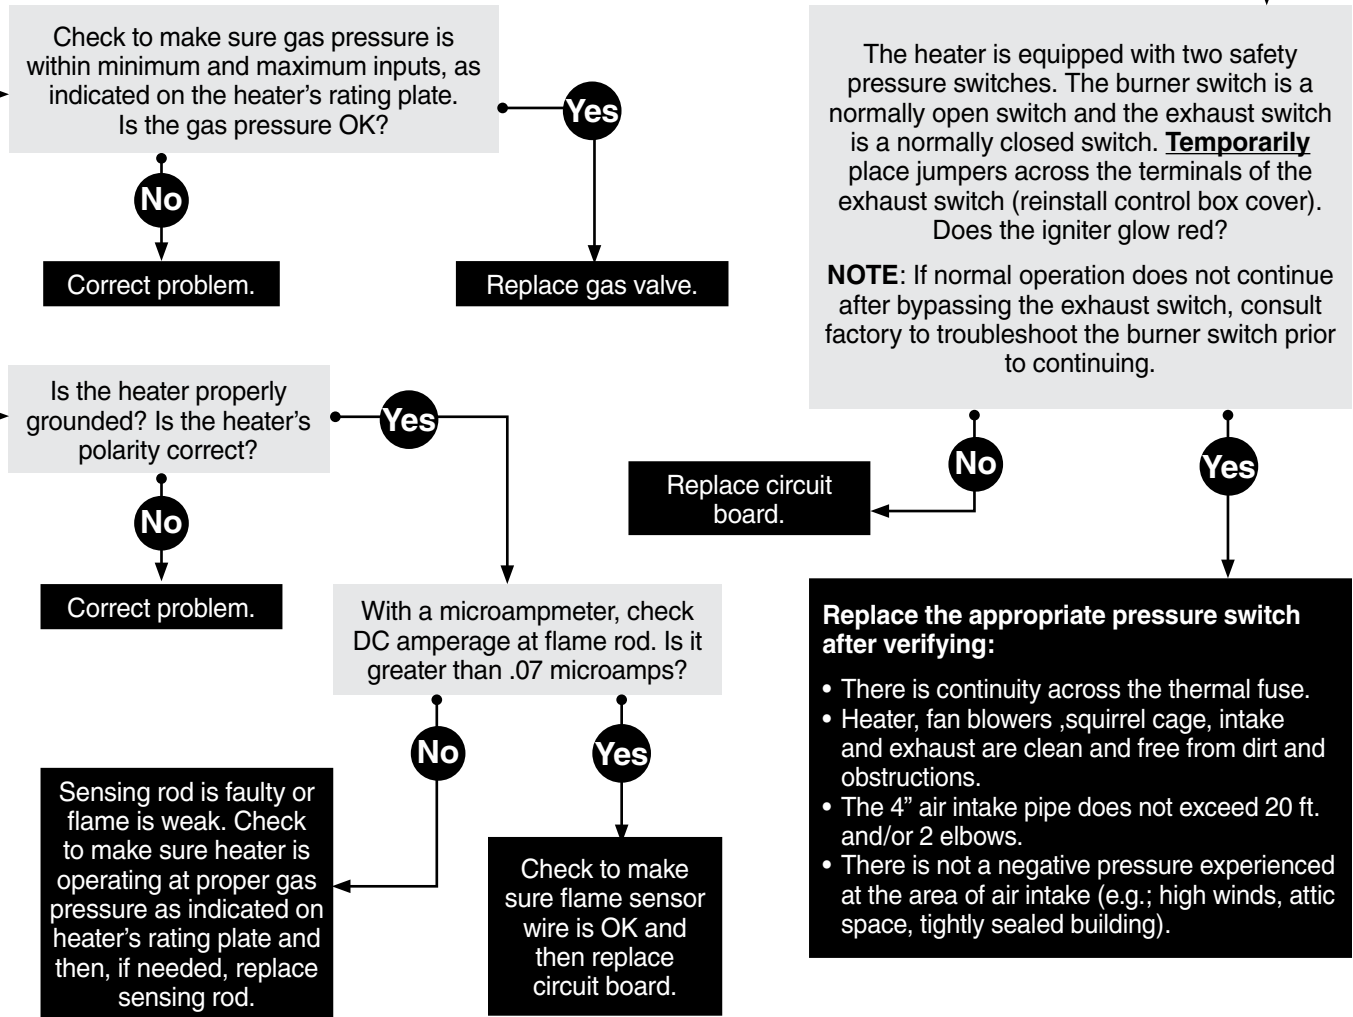 Check to make sure gas pressure is
within minimum and maximum inputs, as
indicated on the heater’s rating plate.
Is the gas pressure OK?
Yes
No
Correct problem.
Replace gas valve.
Is the heater properly
grounded? Is the heater’s
polarity correct?
Yes
No
Correct problem.
With a microampmeter, check
DC amperage at flame rod. Is it
greater than .07 microamps?
No
Yes
Sensing rod is faulty or
flame is weak. Check
to make sure heater is
operating at proper gas
pressure as indicated on
heater’s rating plate and
then, if needed, replace
sensing rod.
Check to make
sure flame sensor
wire is OK and
then replace
circuit board.
The heater is equipped with two safety
pressure switches. The burner switch is a
normally open switch and the exhaust switch
is a normally closed switch. Temporarily
place jumpers across the terminals of the
exhaust switch (reinstall control box cover).
Does the igniter glow red?
NOTE: If normal operation does not continue
after bypassing the exhaust switch, consult
factory to troubleshoot the burner switch prior
to continuing.
No
Yes
Replace circuit
board.
Replace the appropriate pressure switch
after verifying:
• There is continuity across the thermal fuse.
• Heater, fan blowers ,squirrel cage, intake
and exhaust are clean and free from dirt and
obstructions.
• The 4” air intake pipe does not exceed 20 ft.
and/or 2 elbows.
• There is not a negative pressure experienced
at the area of air intake (e.g.; high winds, attic
space, tightly sealed building).